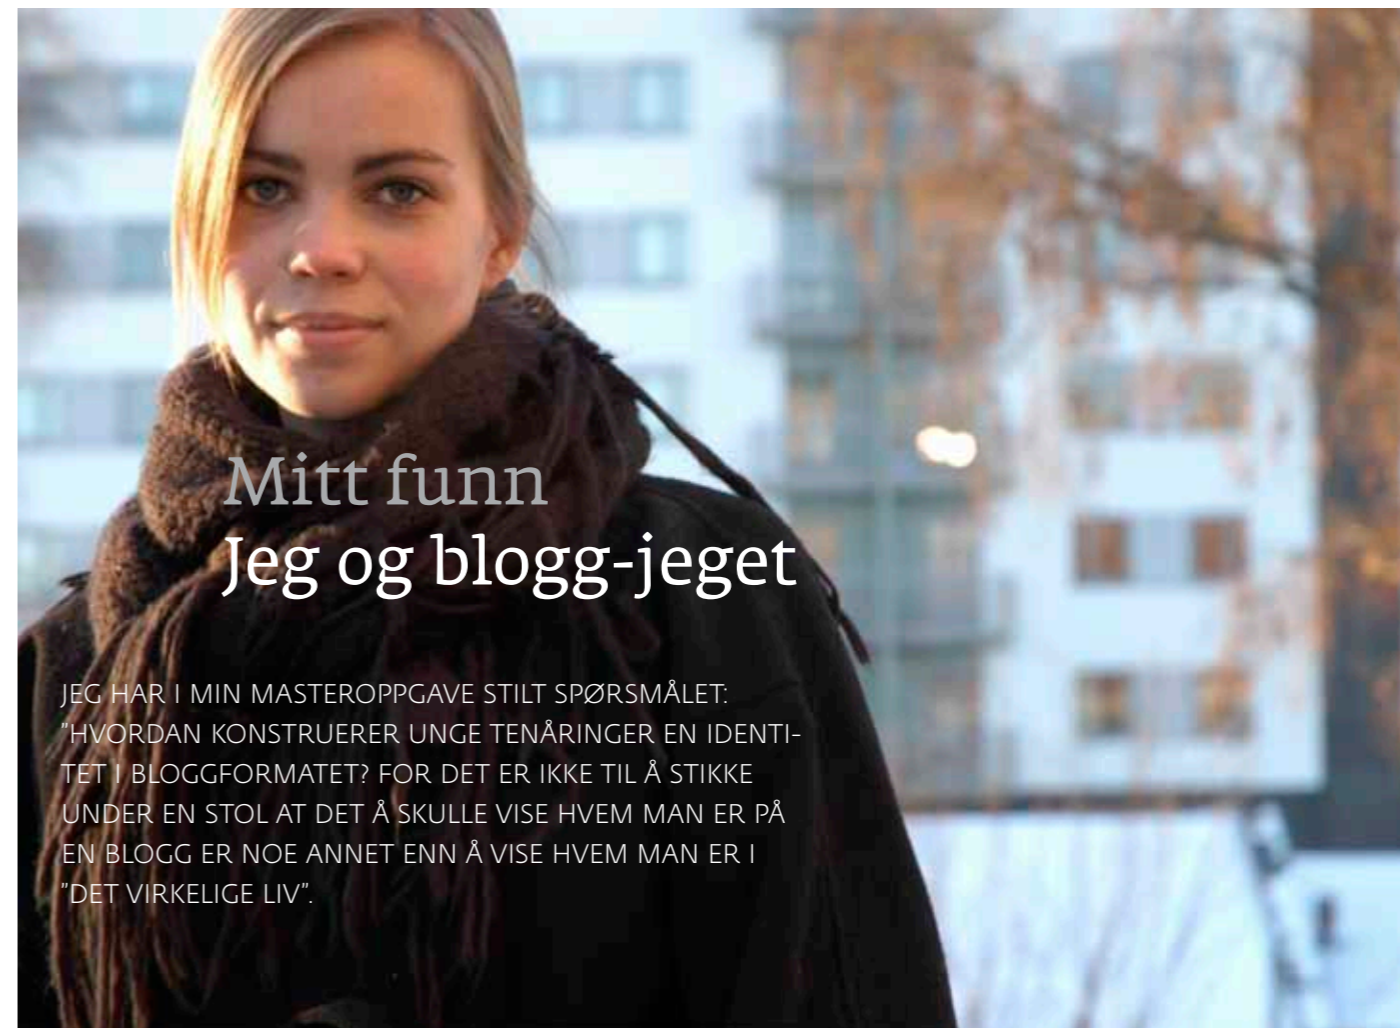 Mitt funn
Jeg og blogg-jeget
JEG HAR I MIN MASTEROPPGAVE STILT SPØRSMÅLET:
”HVORDAN KONSTRUERER UNGE TENÅRINGER EN IDENTI-
TET I BLOGGFORMATET? FOR DET ER IKKE TIL Å STIKKE
UNDER EN STOL AT DET Å SKULLE VISE HVEM MAN ER PÅ
EN BLOGG ER NOE ANNET ENN Å VISE HVEM MAN ER I
”DET VIRKELIGE LIV”.